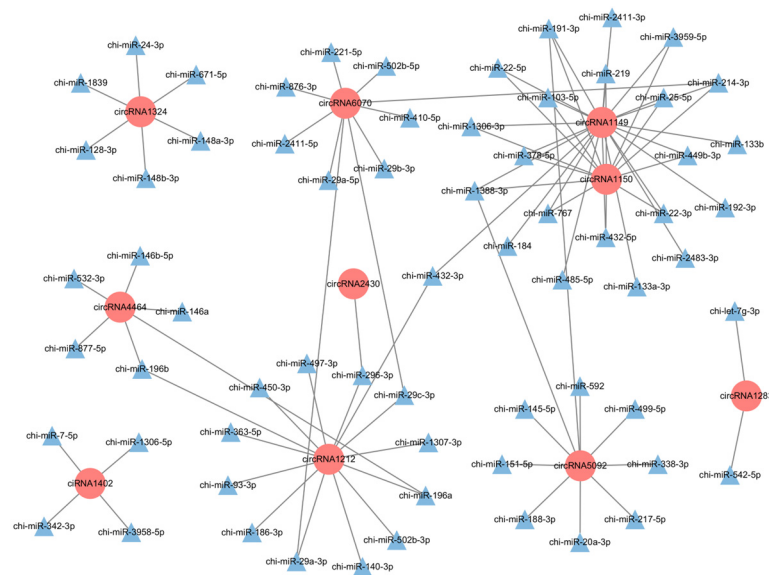 chi-miR-24-3p
chi-miR-1839
chi-miR-671-5p
circRNA1324
chi-miR-128-3p
chi-miR-148a-3p
chi-miR-148b-3p
chi-miR-221-5p
chi-miR-502b-5p
chi-miR-876-3p
circRNA6070
chi-miR-410-5p
chi-miR-2411-5p
chi-miR-29b-3p
chi-miR-29a-5p
chi-miR-191-3p
chi-miR-2411-3p
chi-miR-3959-5p
chi-miR-22-5p
chi-miR-219
chi-miR-214-3p
chi-miR-103-5p
chi-miR-25-5p
chi-miR-1306-3p
circRNA1149
chi-miR-133b
chi-miR-378-5p
chi-miR-449b-3p
circRNA1150
chi-miR-1388-3p
chi-miR-767
chi-miR-22-3p
chi-miR-192-3p
chi-miR-184
chi-miR-432-5p
chi-miR-2483-3p
chi-miR-485-5p
chi-miR-133a-3p
chi-miR-432-3p
chi-miR-146b-5p
chi-miR-532-3p
circRNA4464
chi-miR-146a
chi-miR-877-5p
chi-miR-196b
circRNA2430
chi-miR-497-3p
chi-miR-296-3p
chi-miR-450-3p
chi-miR-29c-3p
chi-miR-363-5p
chi-miR-1307-3p
circRNA1212
chi-miR-93-3p
chi-miR-196a
chi-miR-186-3p
chi-miR-502b-3p
chi-miR-29a-3p
chi-miR-140-3p
chi-miR-7-5p
chi-miR-1306-5p
ciRNA1402
chi-miR-342-3p
chi-miR-3958-5p
chi-miR-592
chi-miR-145-5p
chi-miR-499-5p
chi-miR-151-5p
circRNA5092
chi-miR-338-3p
chi-miR-188-3p
chi-miR-217-5p
chi-miR-20a-3p
chi-let-7g-3p
circRNA128
chi-miR-542-5p